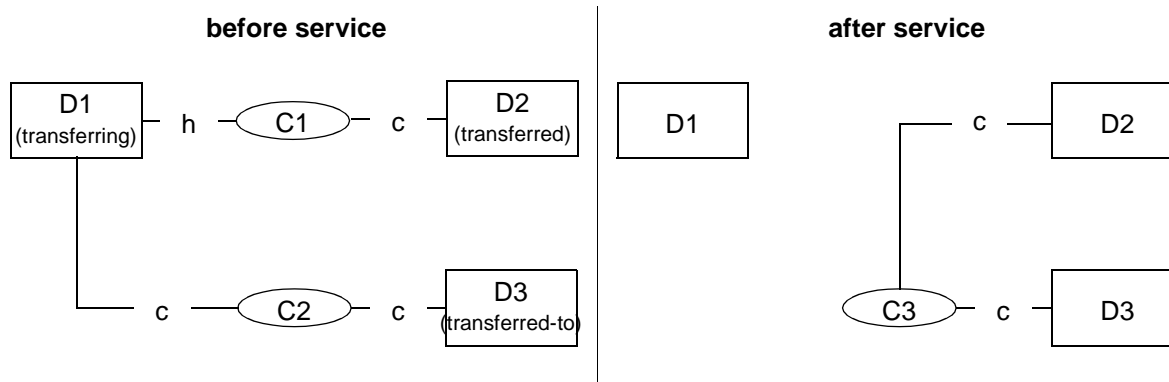 before service
after service
D1
(transferring)
h
C1
c
D2
(transferred)
D1
c
D2
c
C2
c
D3
(transferred-to)
C3
c
D3